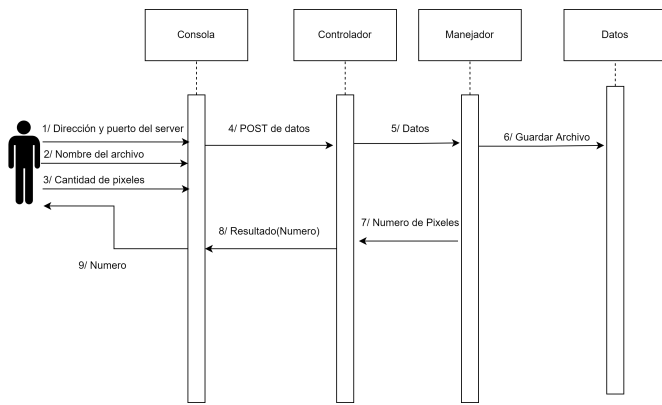 Consola
Controlador
Manejador
Datos
1/ Dirección y puerto del server
2/ Nombre del archivo
3/ Cantidad de pixeles
4/ POST de datos
5/ Datos
6/ Guardar Archivo
7/ Numero de Pixeles
8/ Resultado(Numero)
9/ Numero